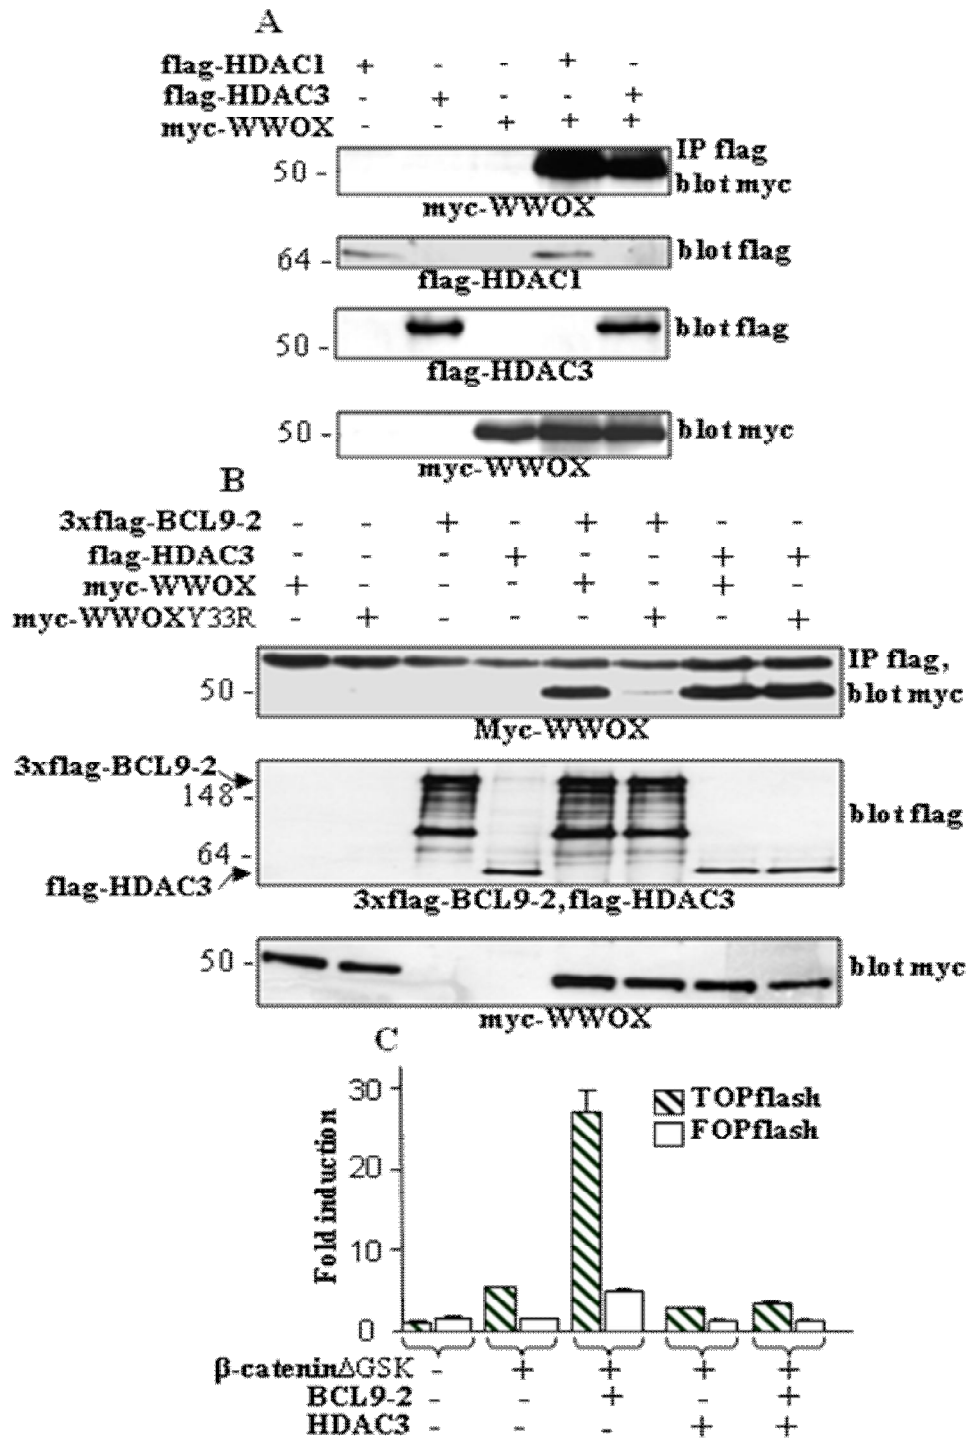 A
flag-HDAC1 + - - + -
flag-HDAC3 - + - - +
myc-WWOX - - + + +
50 - IP flag
blot myc
myc-WWOX
64 - blot flag
flag-HDAC1
50 - blot flag
flag-HDAC3
50 - blot myc
myc-WWOX
B
3xflag-BCL9-2 - - + - + + - -
flag-HDAC3 - - - + - - + +
myc-WWOX + - - - + - + -
myc-WWOXY33R - + - - - + - +
IP flag,
50 - blot myc
Myc-WWOX
3xflag-BCL9-2
148 -
blot flag
64 -
flag-HDAC3
3xflag-BCL9-2,flag-HDAC3
50 - blot myc
myc-WWOX
C
Fold induction
30
20
10
0
TOPflash
FOPflash
β-cateninΔGSK - + + + +
BCL9-2 - - + - +
HDAC3 - - - + +